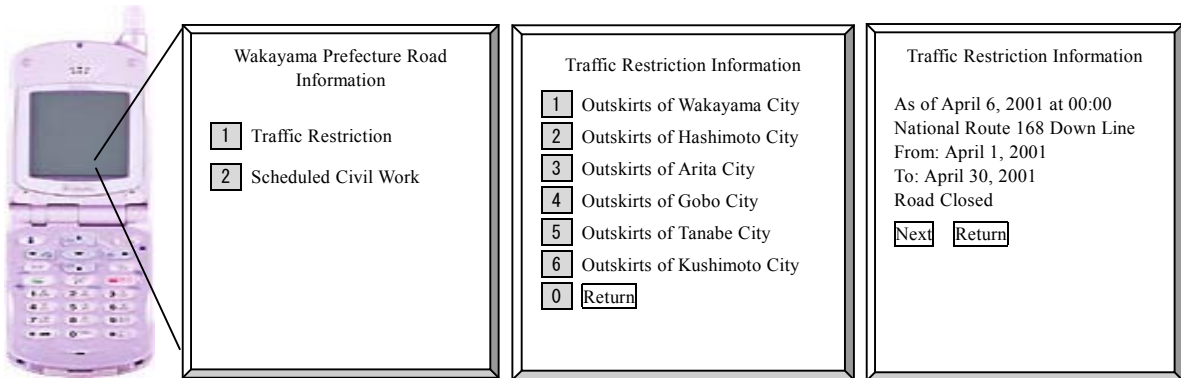 Wakayama Prefecture Road
Information
1 Traffic Restriction
2 Scheduled Civil Work
Traffic Restriction Information
1 Outskirts of Wakayama City
2 Outskirts of Hashimoto City
3 Outskirts of Arita City
4 Outskirts of Gobo City
5 Outskirts of Tanabe City
6 Outskirts of Kushimoto City
0 Return
Traffic Restriction Information
As of April 6, 2001 at 00:00
National Route 168 Down Line
From: April 1, 2001
To: April 30, 2001
Road Closed
Next Return